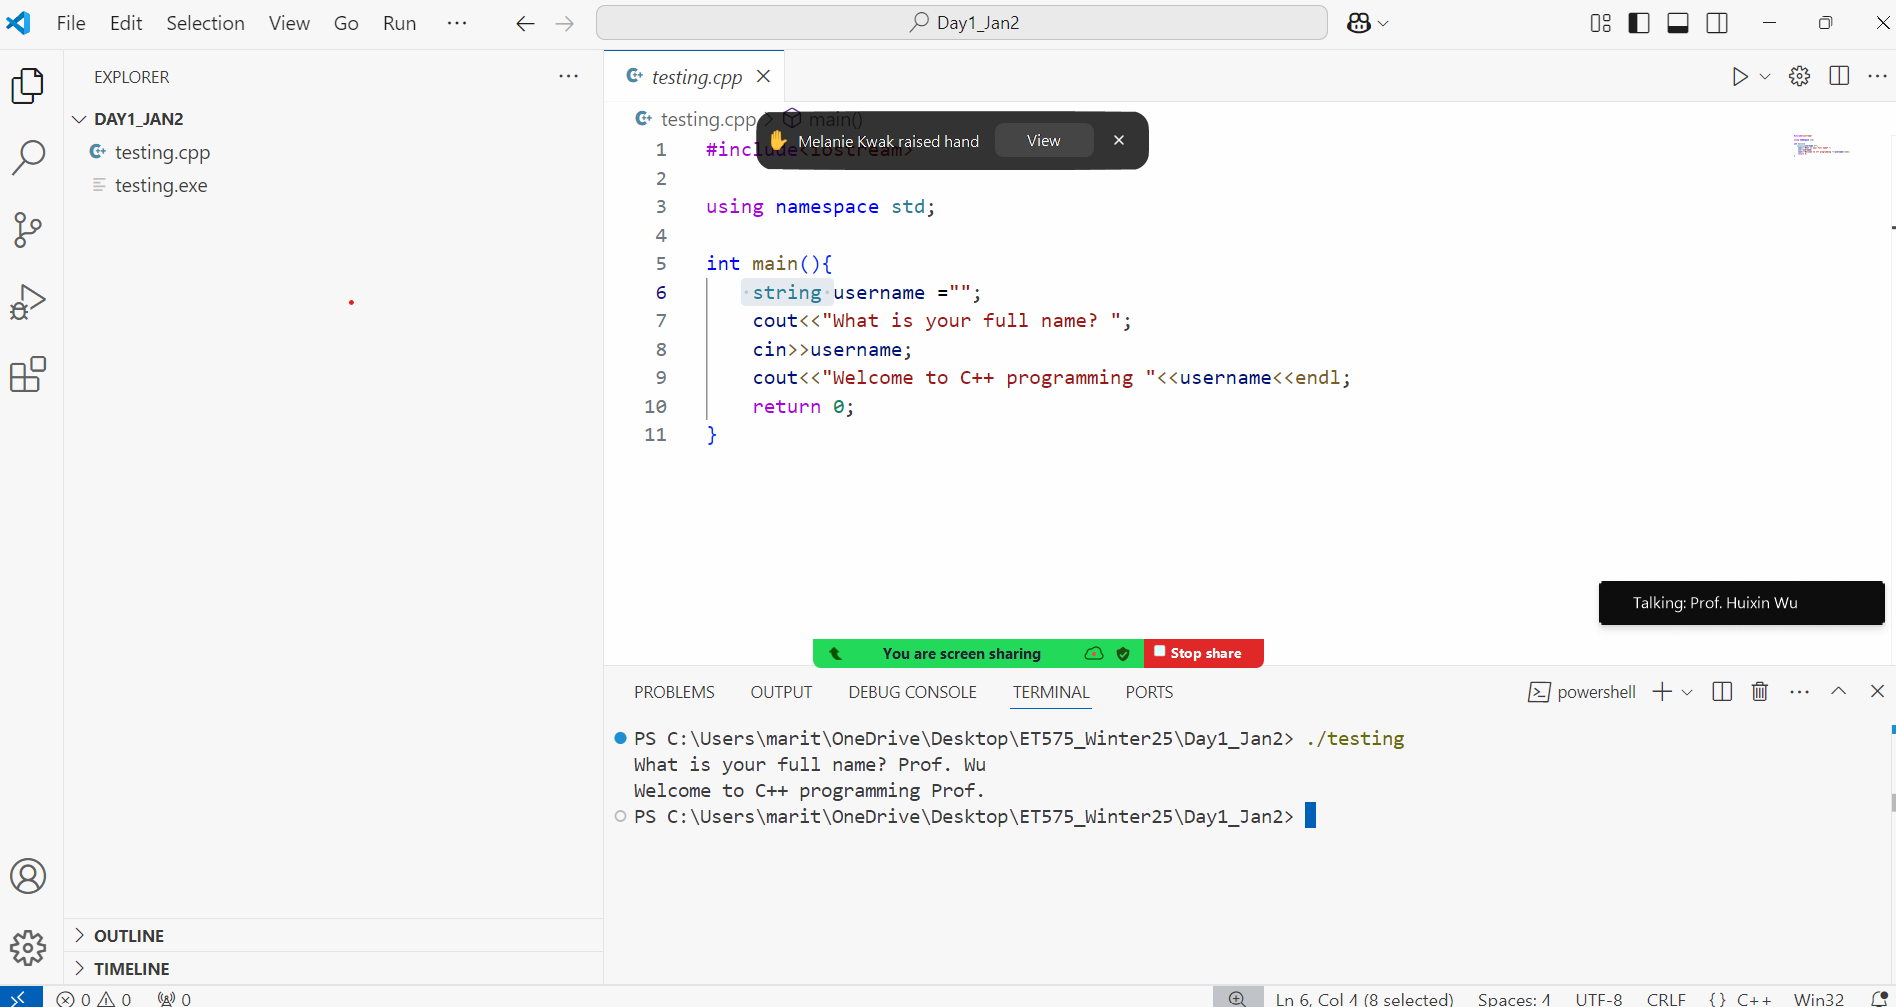 File Edit Selection View Go Run ··· Day1_Jan2
EXPLORER ···
DAY1_JAN2
testing.cpp
testing.exe
OUTLINE
TIMELINE
testing.cpp
testing.cpp > main()
Melanie Kwak raised hand View
1 #include<iostream>
2
3 using namespace std;
4
5 int main(){
6 string username ="";
7 cout<<"What is your full name? ";
8 cin>>username;
9 cout<<"Welcome to C++ programming "<<username<<endl;
10 return 0;
11 }
Talking: Prof. Huixin Wu
You are screen sharing Stop share
PROBLEMS OUTPUT DEBUG CONSOLE TERMINAL PORTS powershell
PS C:\Users\marit\OneDrive\Desktop\ET575_Winter25\Day1_Jan2> ./testing
What is your full name? Prof. Wu
Welcome to C++ programming Prof.
PS C:\Users\marit\OneDrive\Desktop\ET575_Winter25\Day1_Jan2>
0 0 0 Ln 6, Col 4 (8 selected) Spaces: 4 UTF-8 CRLF {} C++ Win32